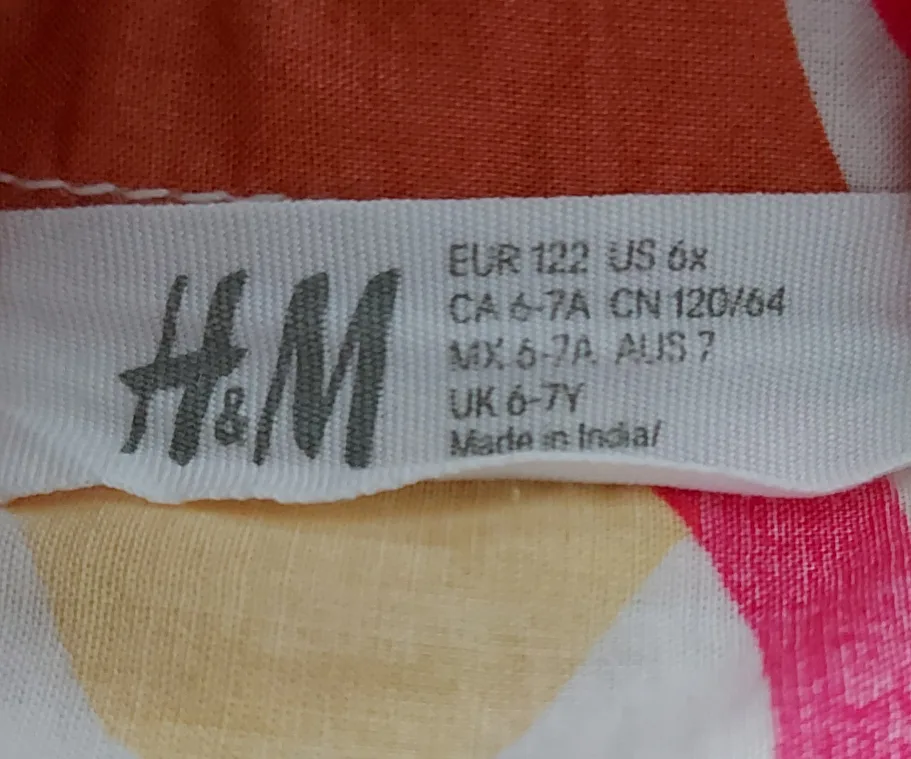 H&M
EUR 122 US 6x
CA 6-7A CN 120/64
MX 6-7A AUS 7
UK 6-7Y
Made in India/